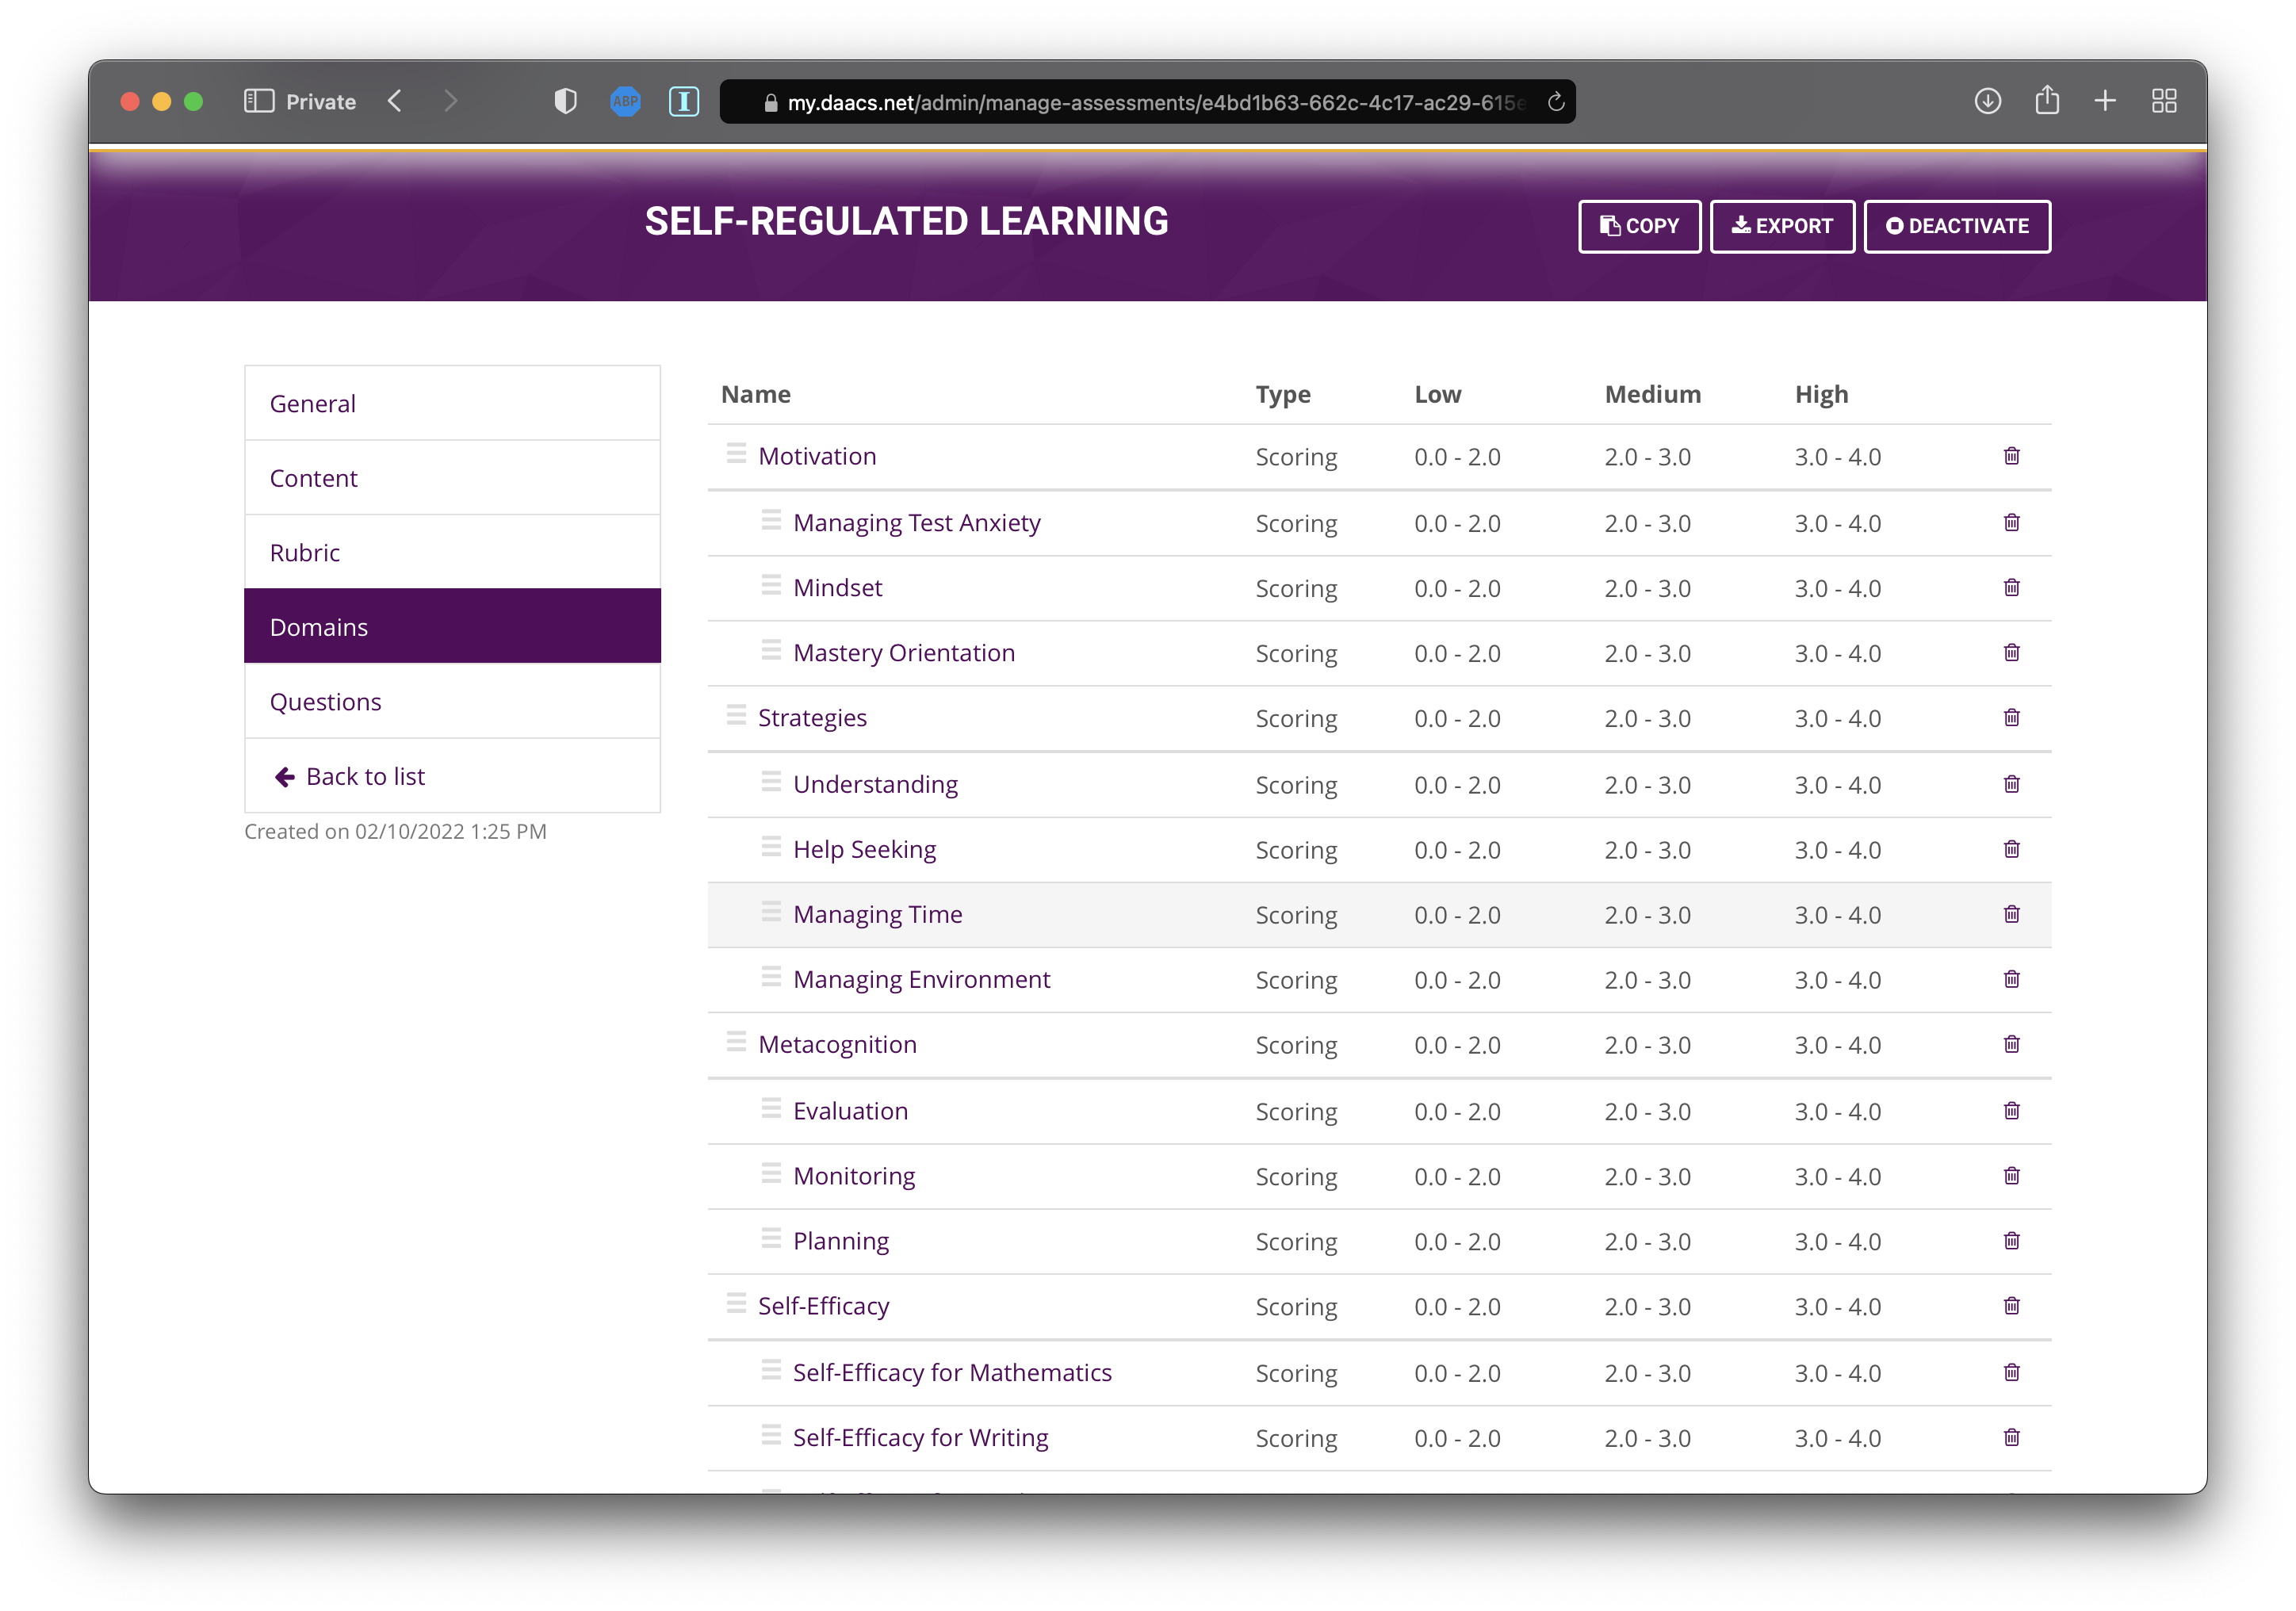 Private
ABP
my.daacs.net/admin/manage-assessments/e4bd1b63-662c-4c17-ac29-615e
SELF-REGULATED LEARNING
COPY
EXPORT
DEACTIVATE
General
Content
Rubric
Domains
Questions
Back to list
Created on 02/10/2022 1:25 PM
Name Type Low Medium High
Motivation Scoring 0.0 - 2.0 2.0 - 3.0 3.0 - 4.0
Managing Test Anxiety Scoring 0.0 - 2.0 2.0 - 3.0 3.0 - 4.0
Mindset Scoring 0.0 - 2.0 2.0 - 3.0 3.0 - 4.0
Mastery Orientation Scoring 0.0 - 2.0 2.0 - 3.0 3.0 - 4.0
Strategies Scoring 0.0 - 2.0 2.0 - 3.0 3.0 - 4.0
Understanding Scoring 0.0 - 2.0 2.0 - 3.0 3.0 - 4.0
Help Seeking Scoring 0.0 - 2.0 2.0 - 3.0 3.0 - 4.0
Managing Time Scoring 0.0 - 2.0 2.0 - 3.0 3.0 - 4.0
Managing Environment Scoring 0.0 - 2.0 2.0 - 3.0 3.0 - 4.0
Metacognition Scoring 0.0 - 2.0 2.0 - 3.0 3.0 - 4.0
Evaluation Scoring 0.0 - 2.0 2.0 - 3.0 3.0 - 4.0
Monitoring Scoring 0.0 - 2.0 2.0 - 3.0 3.0 - 4.0
Planning Scoring 0.0 - 2.0 2.0 - 3.0 3.0 - 4.0
Self-Efficacy Scoring 0.0 - 2.0 2.0 - 3.0 3.0 - 4.0
Self-Efficacy for Mathematics Scoring 0.0 - 2.0 2.0 - 3.0 3.0 - 4.0
Self-Efficacy for Writing Scoring 0.0 - 2.0 2.0 - 3.0 3.0 - 4.0